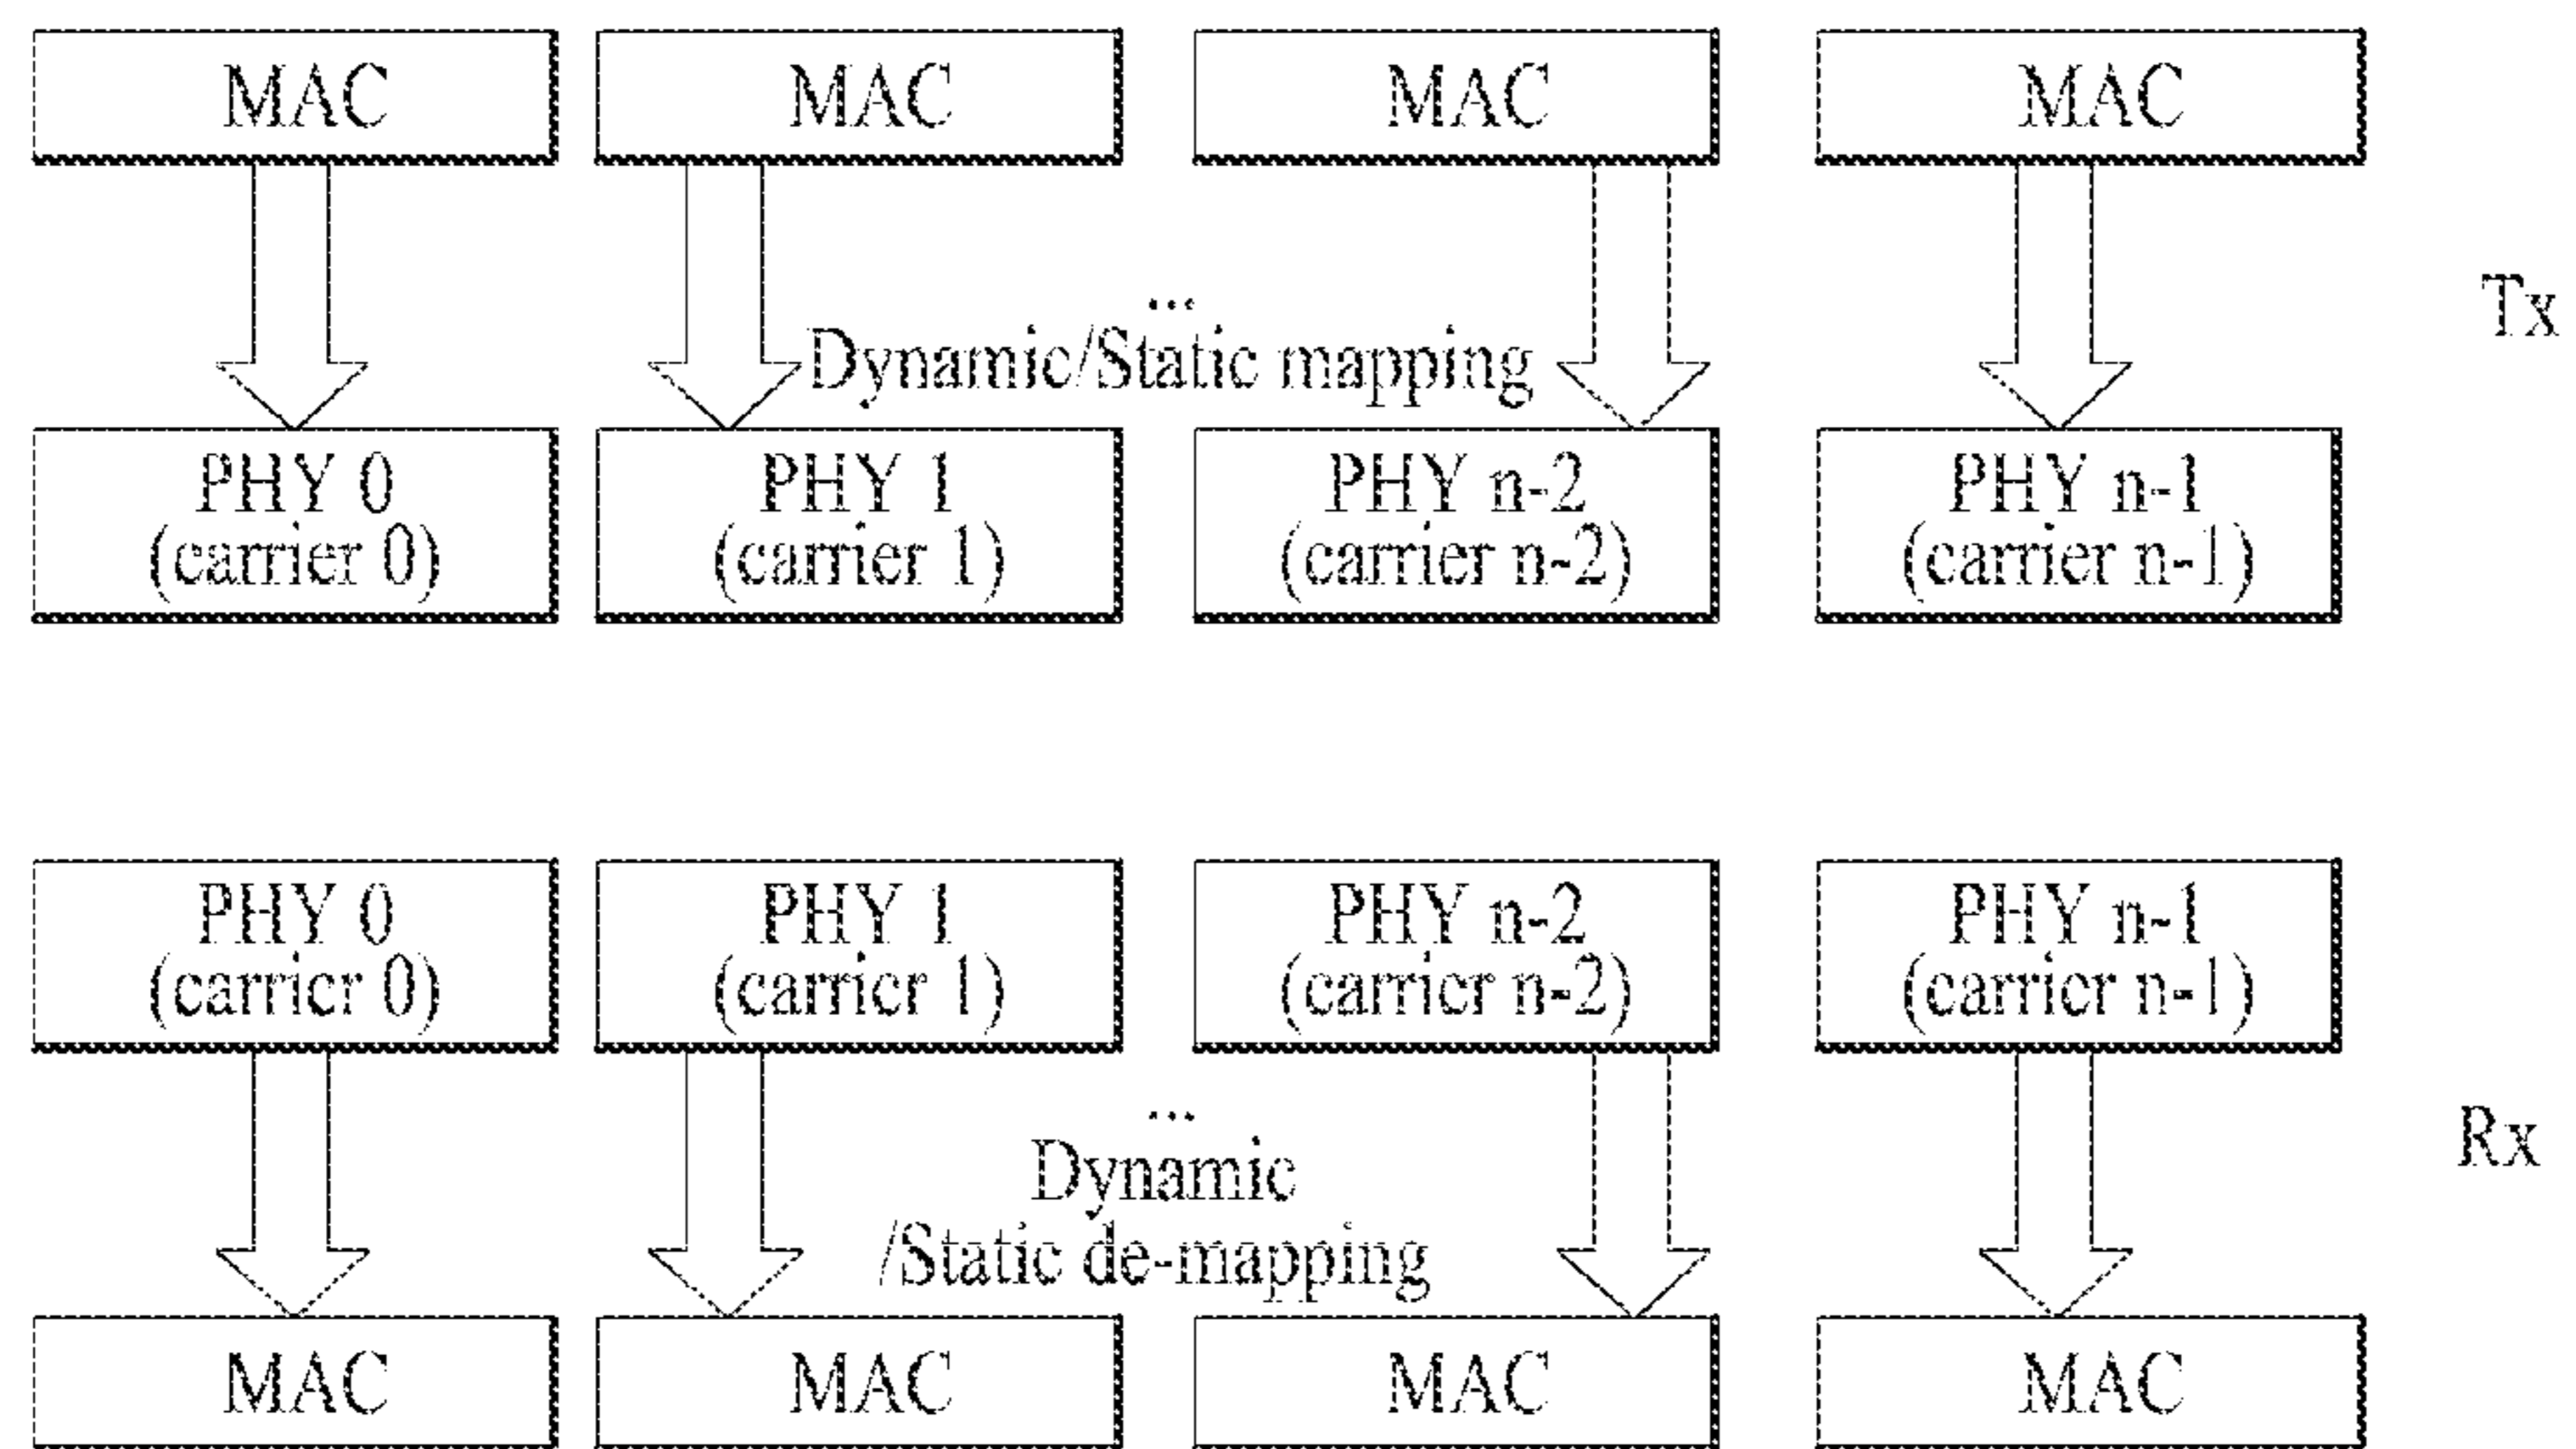 MAC MAC MAC MAC
...
Tx
Dynamic/Static mapping
PHY 0 PHY 1 PHY n-2 PHY n-1
(carrier 0) (carrier 1) (carrier n-2) (carrier n-1)
PHY 0 PHY 1 PHY n-2 PHY n-1
(carrier 0) (carrier 1) (carrier n-2) (carrier n-1)
...
Rx
Dynamic
/Static de-mapping
MAC MAC MAC MAC